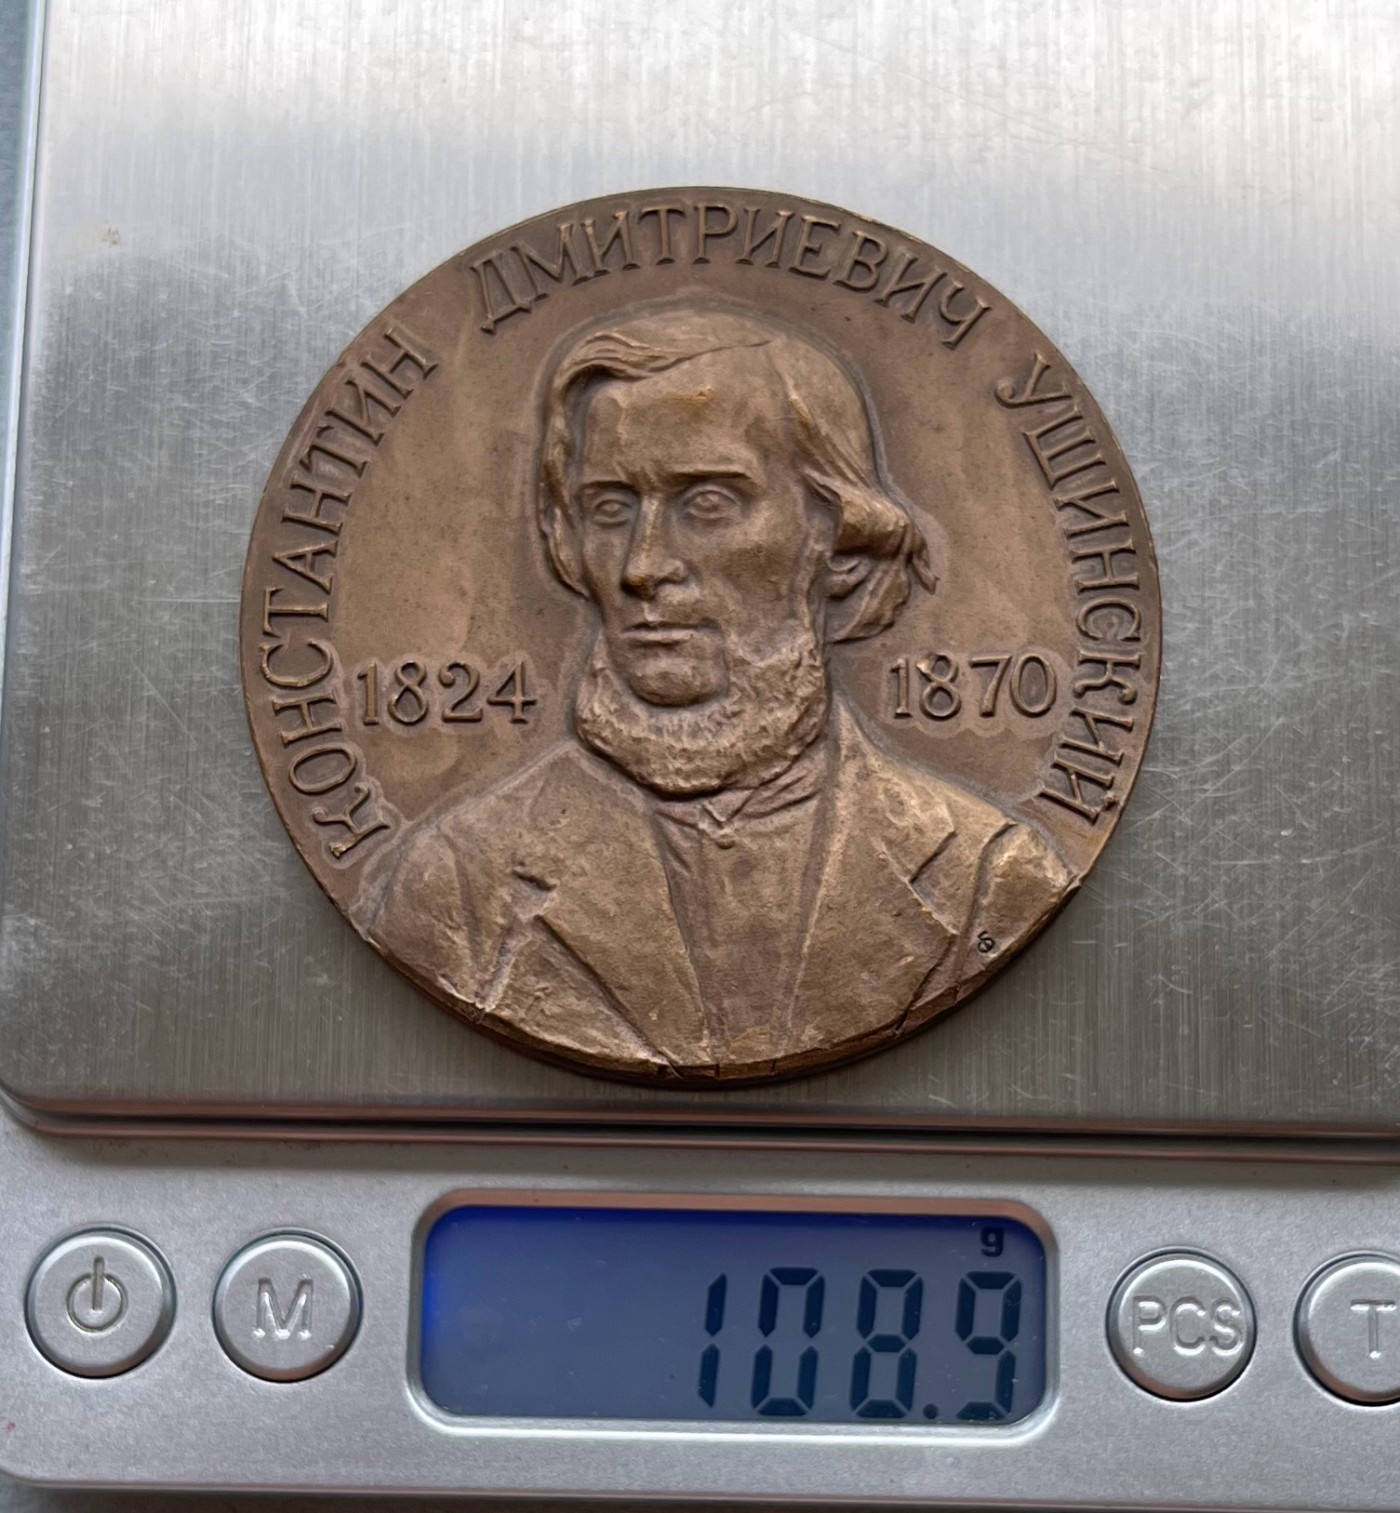 КОНСТАНТИН ДМИТРИЕВИЧ УШИНСКИЙ
1824 1870
g
108.9
M PCS T